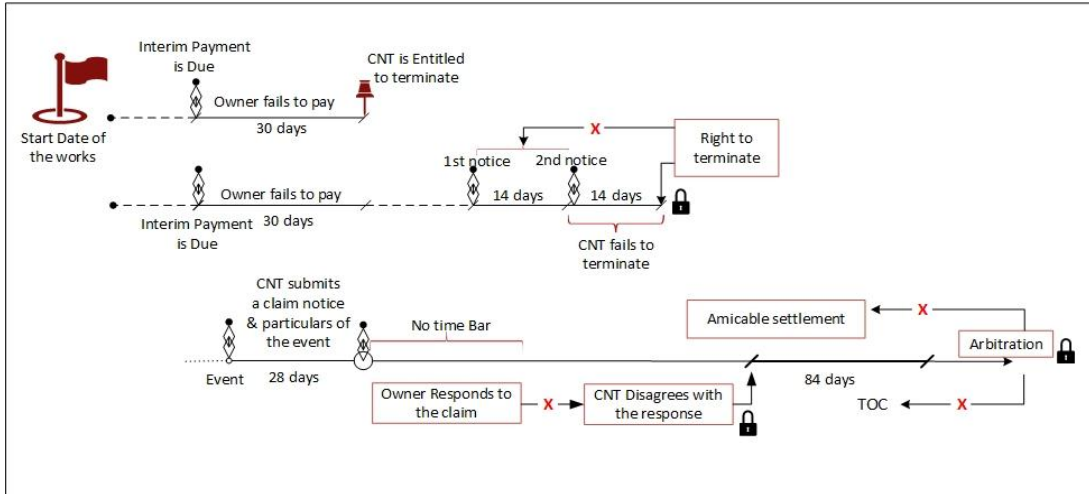 Interim Payment
is Due
CNT is Entitled
to terminate
Owner fails to pay
30 days
Start Date of
the works
X
Right to
terminate
1st notice
2nd notice
Owner fails to pay
30 days
14 days
14 days
Interim Payment
is Due
CNT fails to
terminate
CNT submits
a claim notice
& particulars of
the event
No time Bar
Event
28 days
Owner Responds to
the claim
X
CNT Disagrees with
the response
Amicable settlement
X
Arbitration
84 days
TOC
X